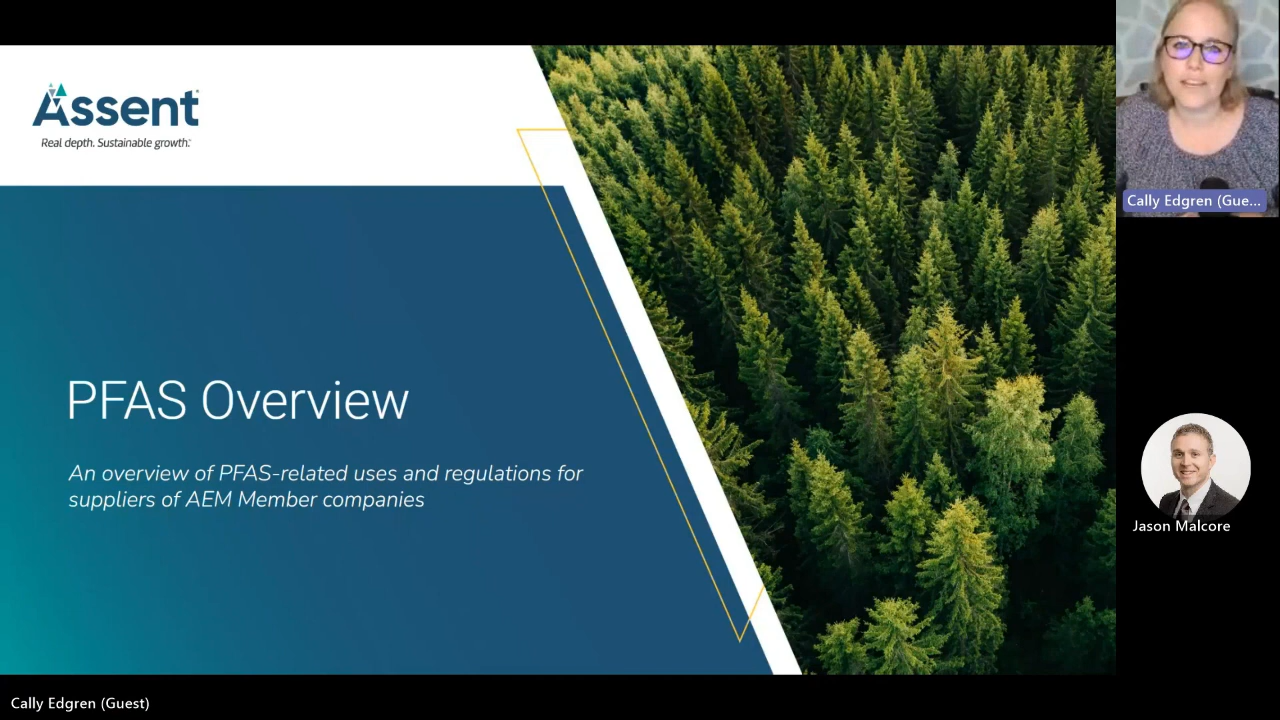 Assent
Real depth. Sustainable growth.
PFAS Overview
An overview of PFAS-related uses and regulations for
suppliers of AEM Member companies
Cally Edgren (Gue...
Jason Malcore
Cally Edgren (Guest)